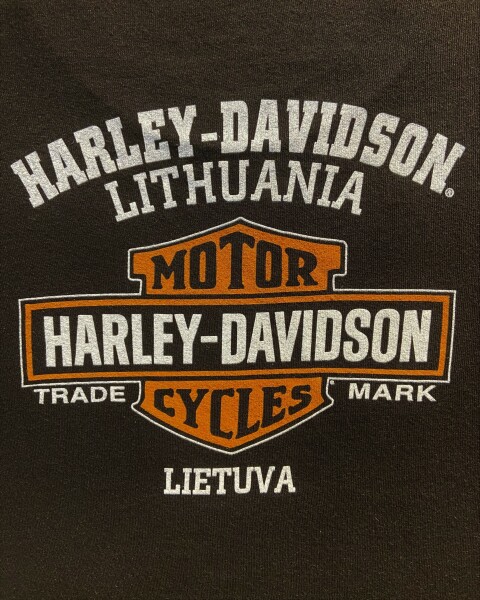 HARLEY-DAVIDSON®
LITHUANIA
MOTOR
HARLEY-DAVIDSON
TRADE MARK
CYCLES
LIETUVA